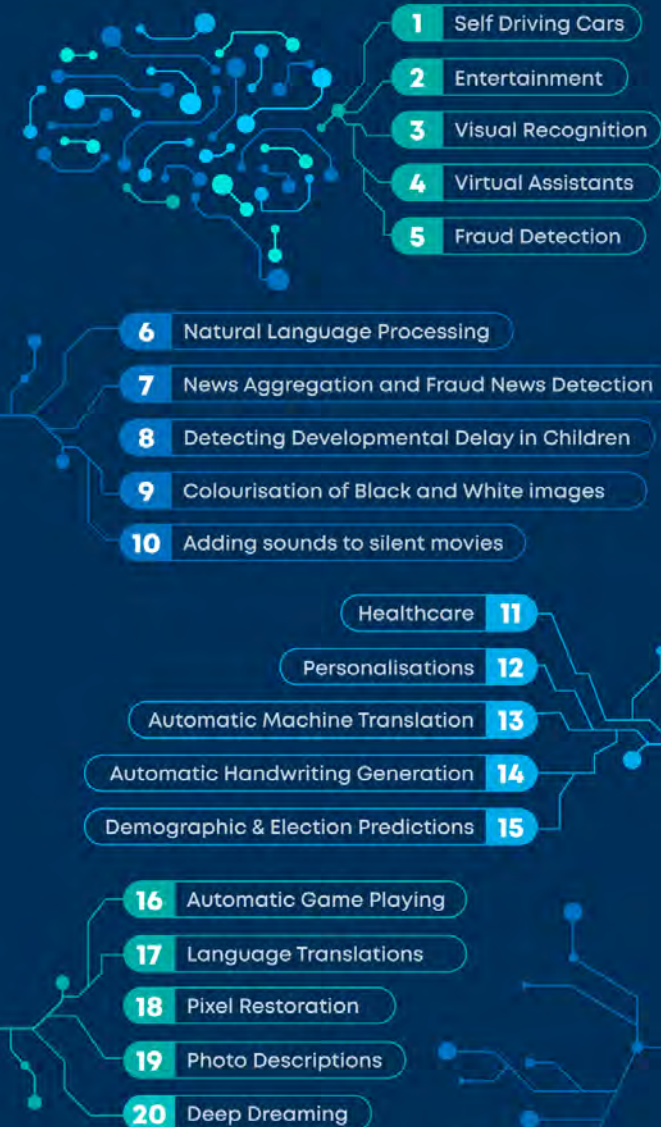 1 Self Driving Cars
2 Entertainment
3 Visual Recognition
4 Virtual Assistants
5 Fraud Detection
6 Natural Language Processing
7 News Aggregation and Fraud News Detection
8 Detecting Developmental Delay in Children
9 Colourisation of Black and White images
10 Adding sounds to silent movies
Healthcare 11
Personalisations 12
Automatic Machine Translation 13
Automatic Handwriting Generation 14
Demographic & Election Predictions 15
16 Automatic Game Playing
17 Language Translations
18 Pixel Restoration
19 Photo Descriptions
20 Deep Dreaming